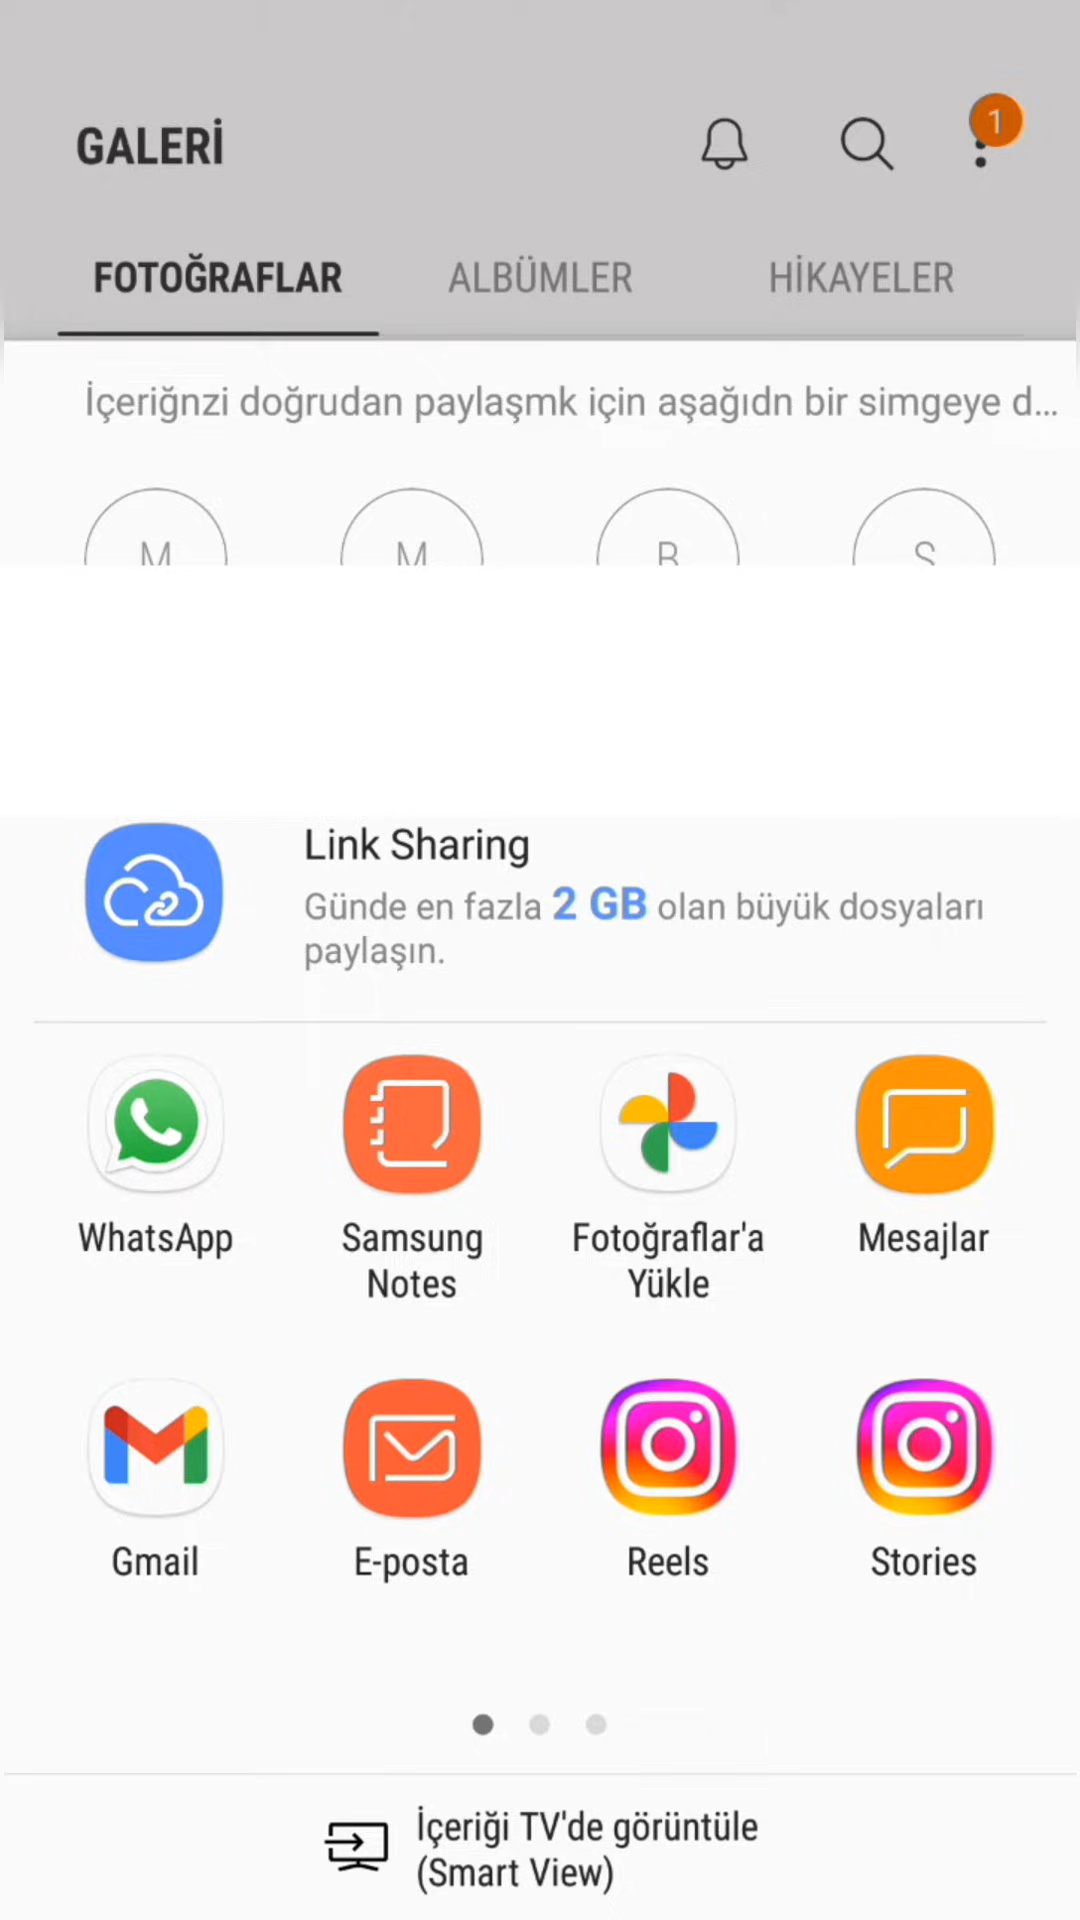 GALERİ
1
FOTOĞRAFLAR ALBÜMLER HİKAYELER
İçeriğnzi doğrudan paylaşmk için aşağıdn bir simgeye d...
M M B S
Link Sharing
Günde en fazla 2 GB olan büyük dosyaları
paylaşın.
WhatsApp Samsung Notes Fotoğraflar'a Yükle Mesajlar
Gmail E-posta Reels Stories
İçeriği TV'de görüntüle
(Smart View)